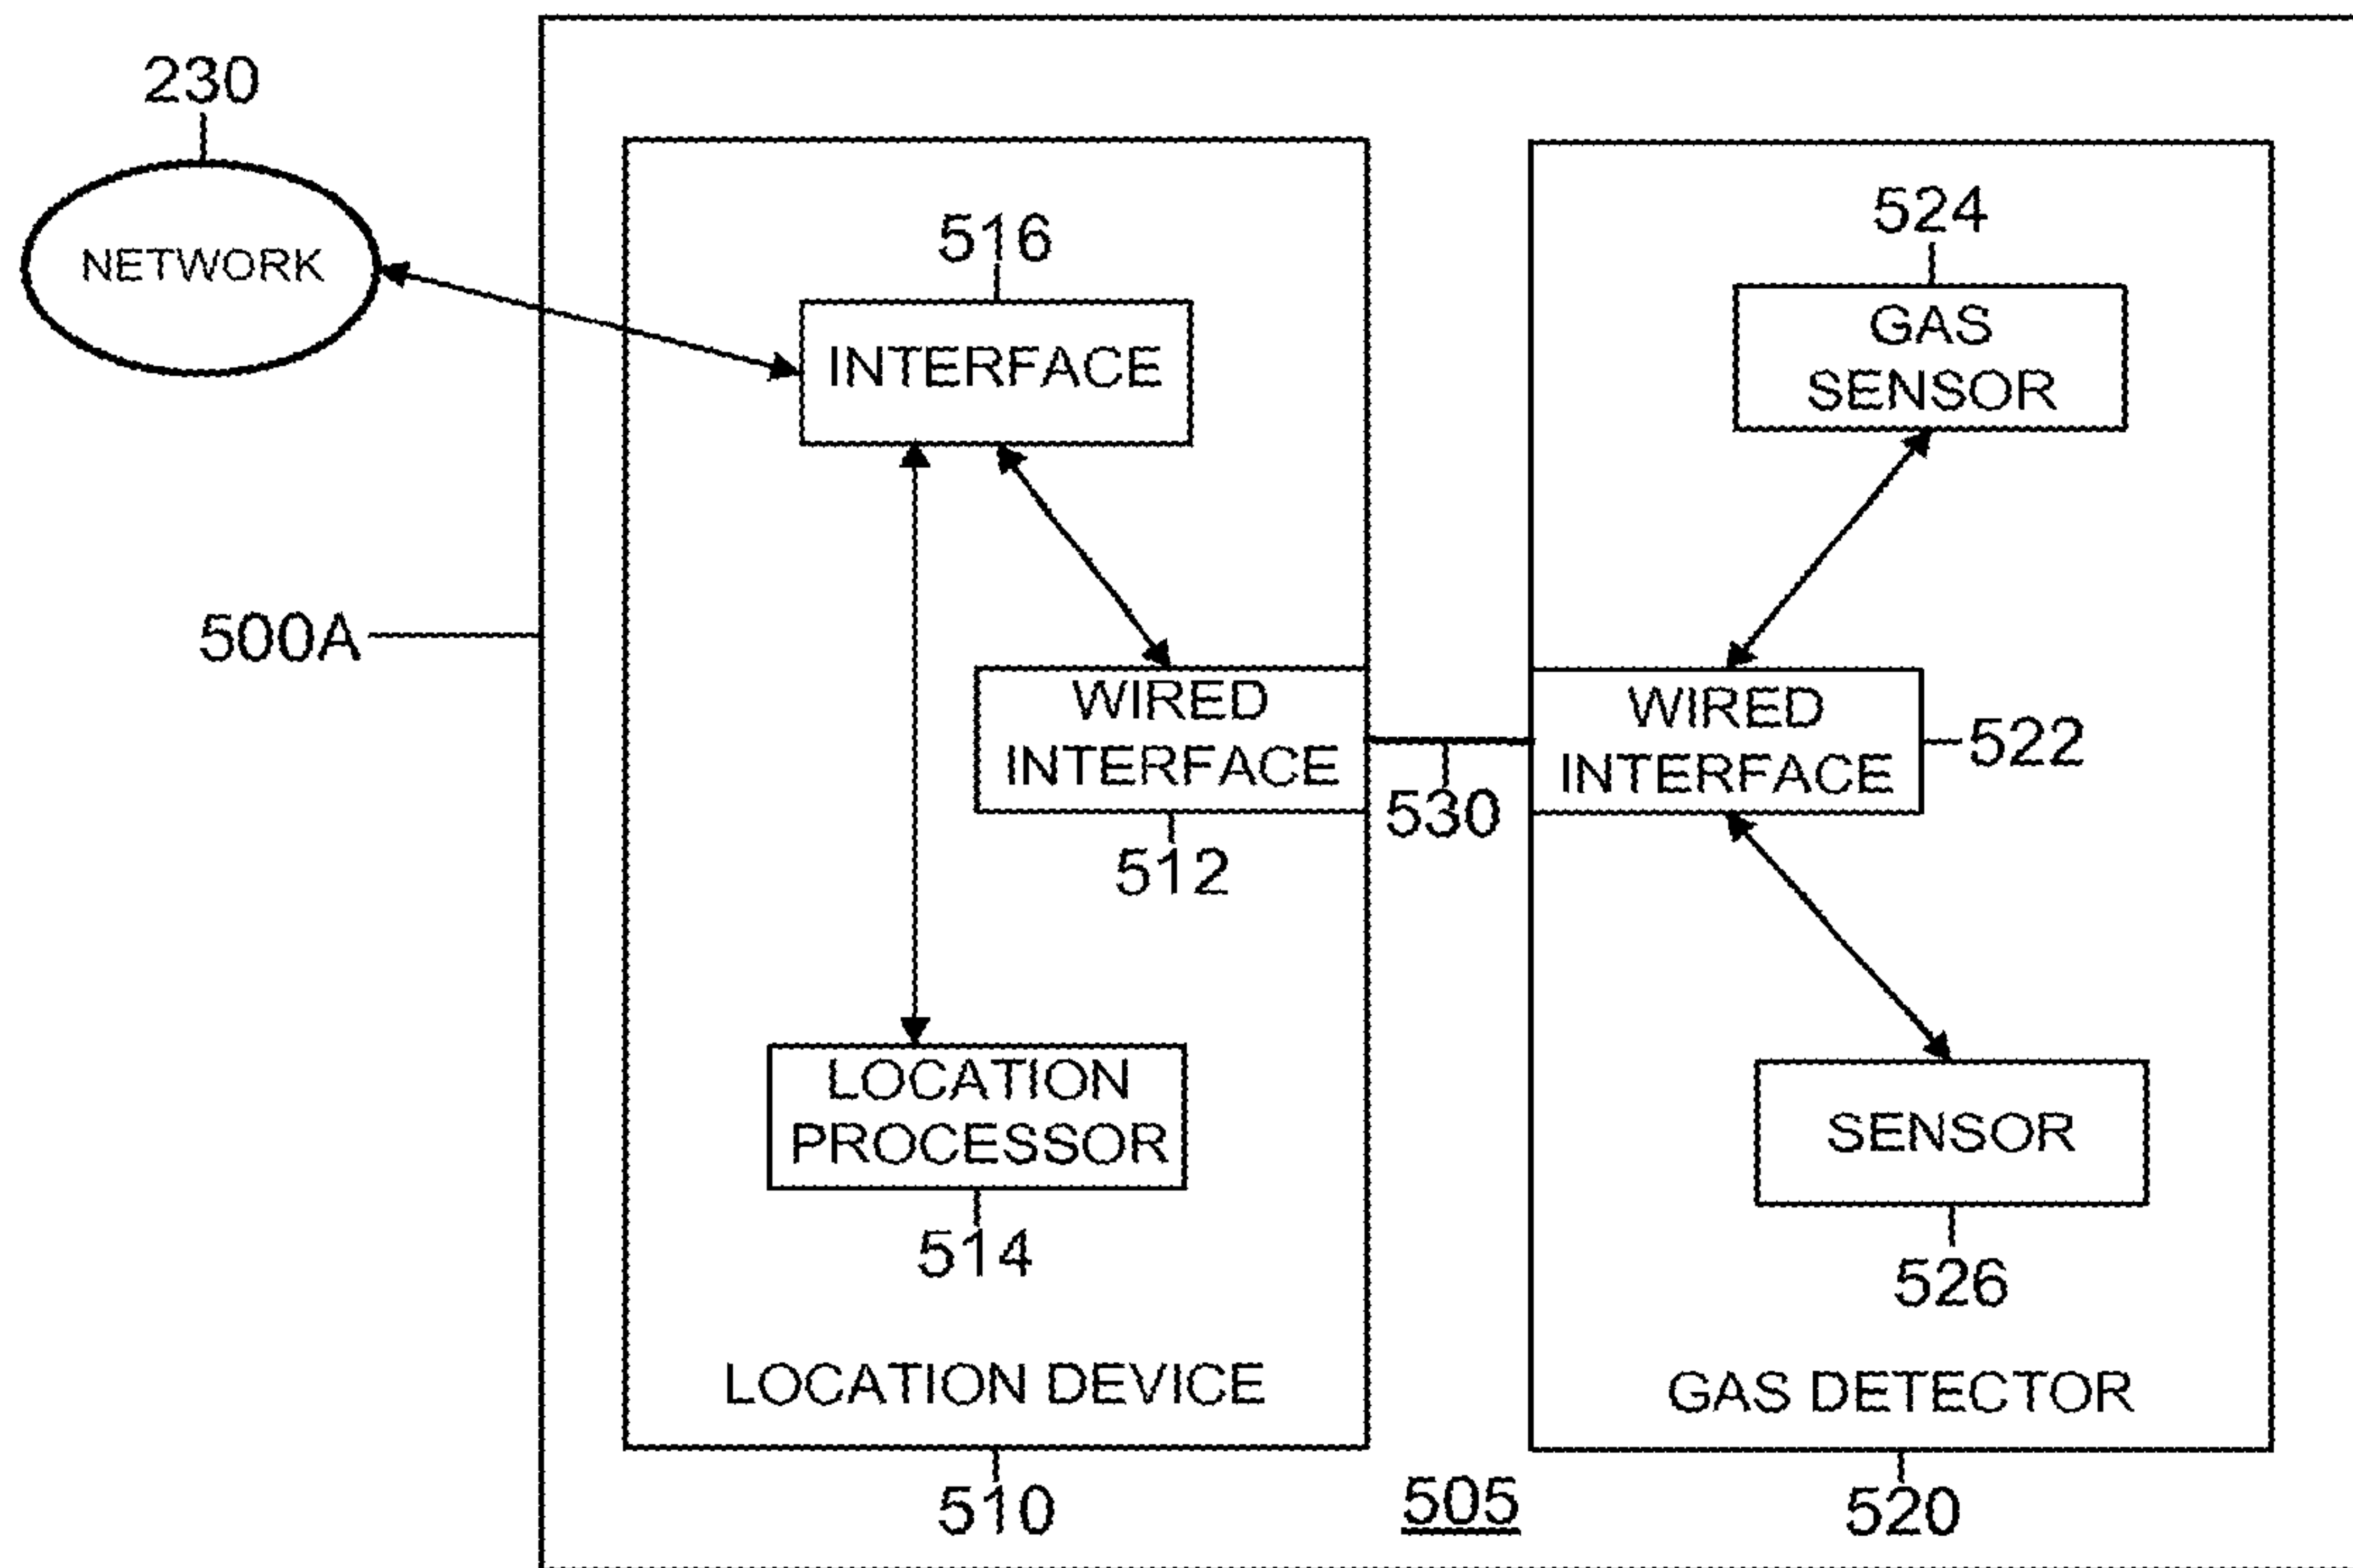 230
NETWORK
500A
516
INTERFACE
WIRED
INTERFACE
512
LOCATION
PROCESSOR
514
LOCATION DEVICE
510
530
505
524
GAS
SENSOR
WIRED
INTERFACE
522
SENSOR
526
GAS DETECTOR
520